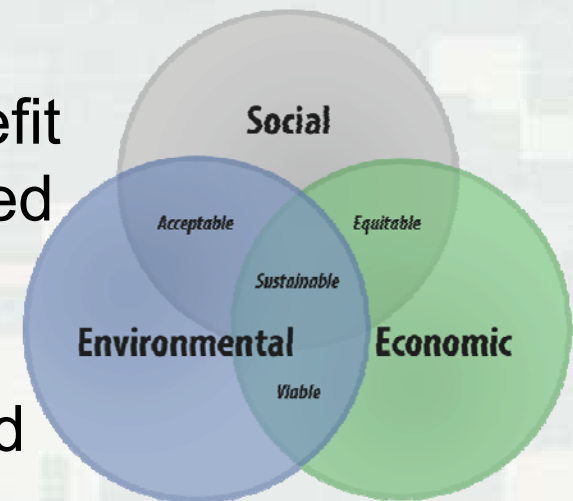 efit
ed
d
Social
Acceptable
Equitable
Sustainable
Environmental
Economic
Viable